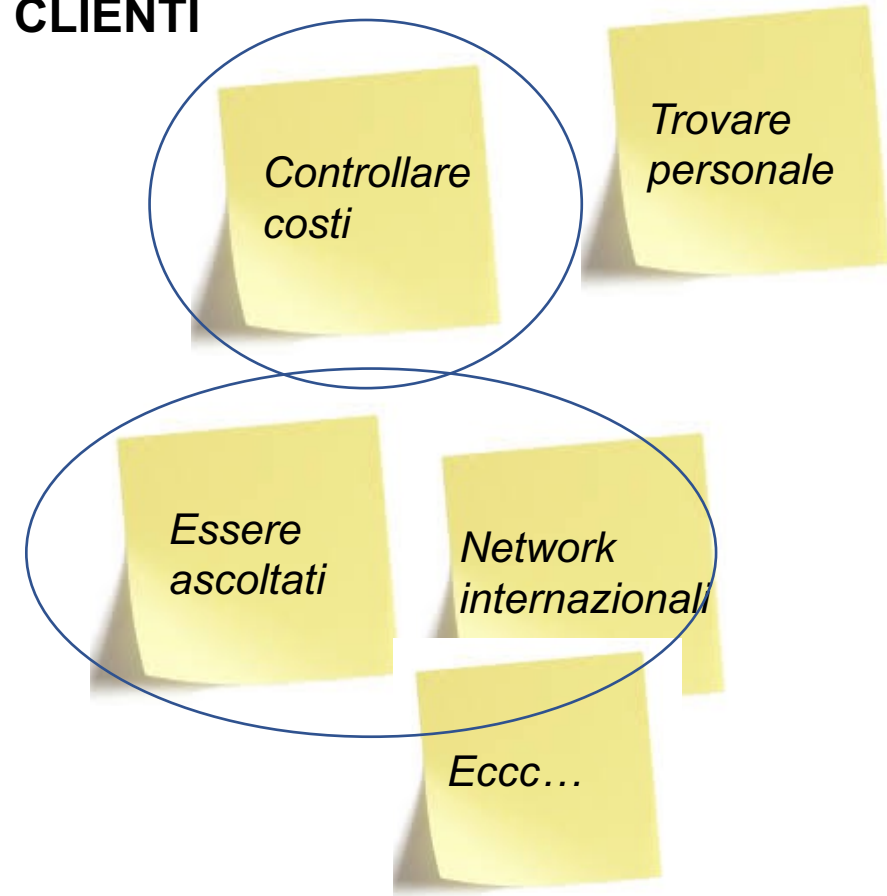 CLIENTI
Controllare
costi
Trovare
personale
Essere
ascoltati
Network
internazionali
Eccc…